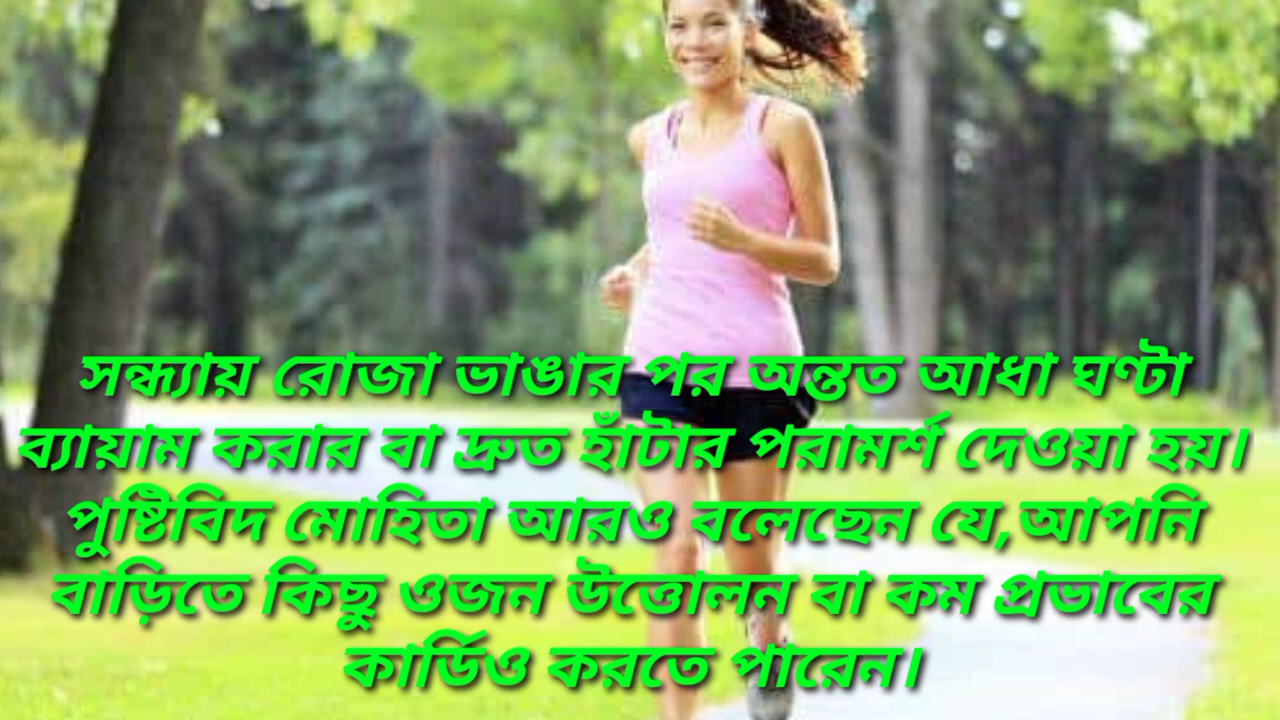 সন্ধ্যায় রোজা ভাঙার পর অন্তত আধা ঘণ্টা
ব্যায়াম করার বা দ্রুত হাঁটার পরামর্শ দেওয়া হয়।
পুষ্টিবিদ মোহিতা আরও বলেছেন যে,আপনি
বাড়িতে কিছু ওজন উত্তোলন বা কম প্রভাবের
কার্ডিও করতে পারেন।